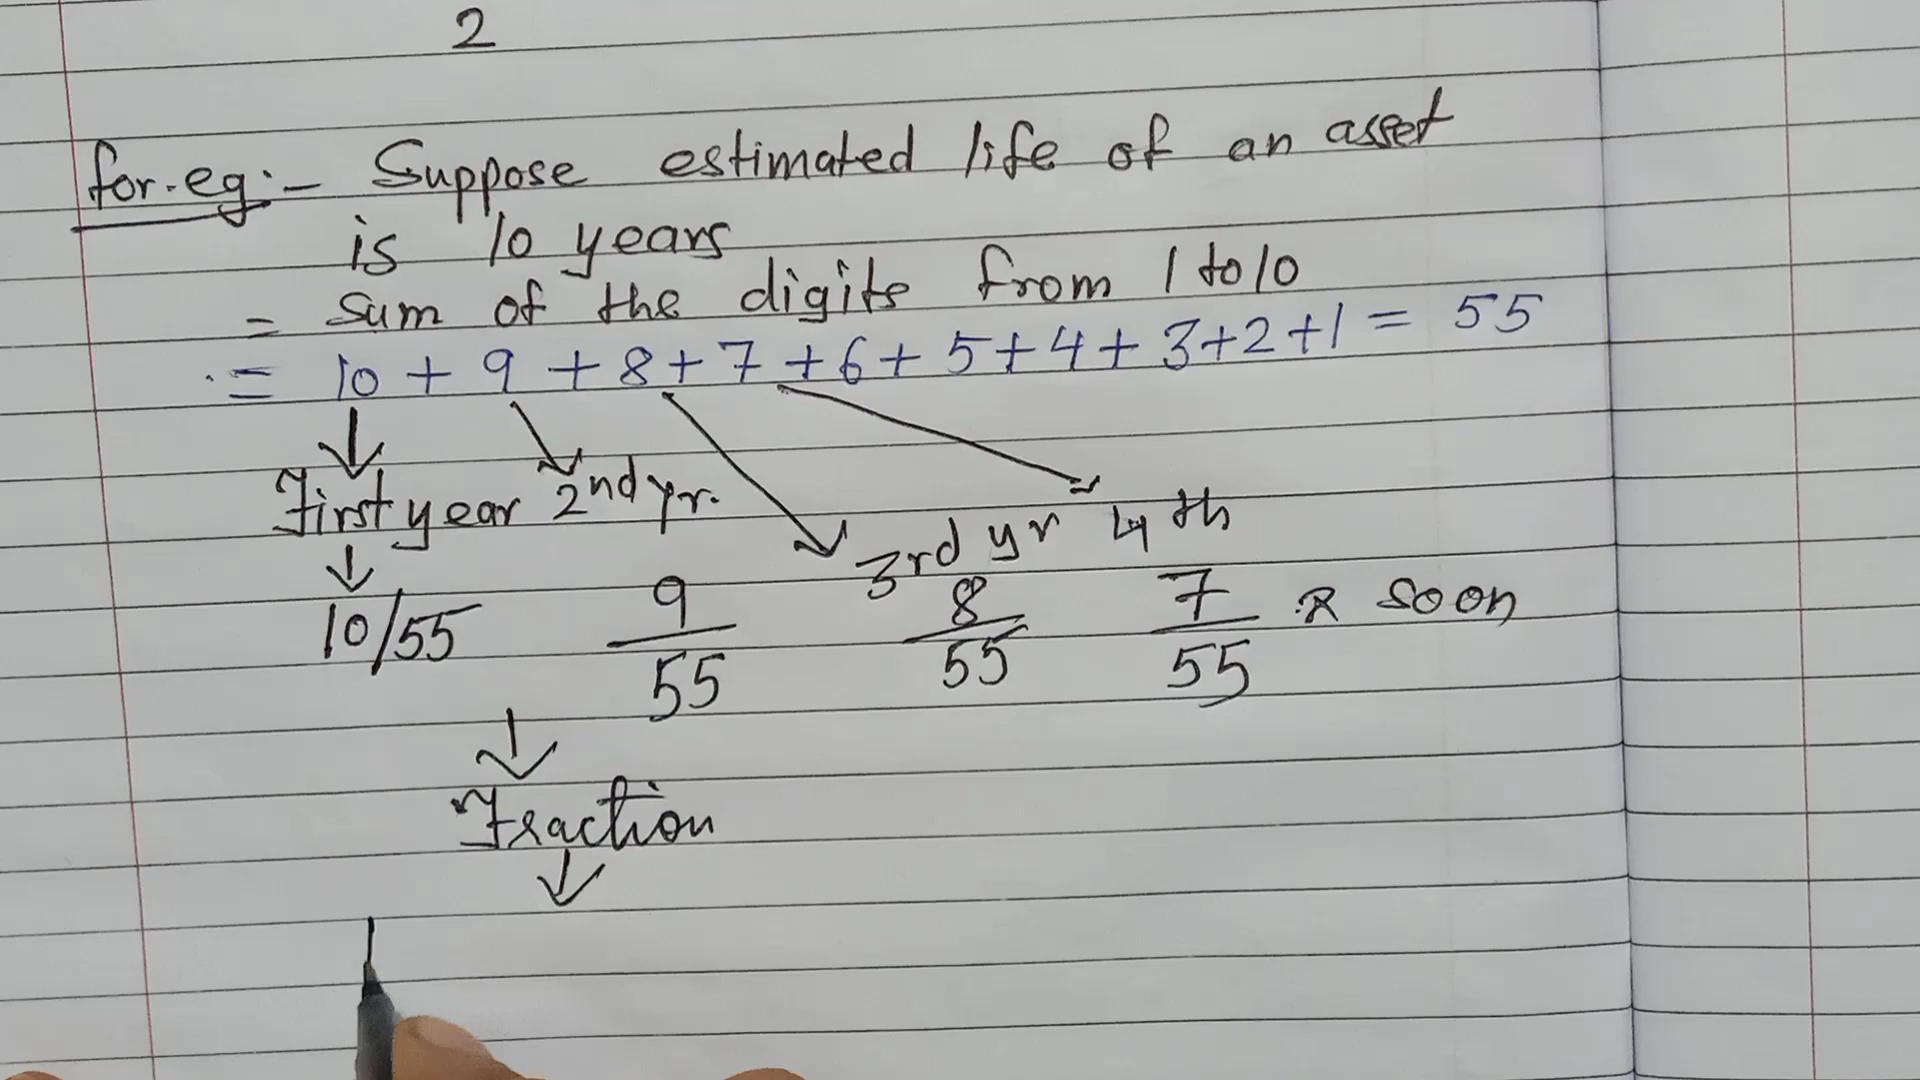 2
for.eg:- Suppose estimated life of an asset
is 10 years
= sum of the digits from 1 to 10
= 10 + 9 + 8 + 7 + 6 + 5 + 4 + 3 + 2 + 1 = 55
First year 2nd yr. 3rd yr 4th
10/55 9/55 8/55 7/55 & soon
Fraction